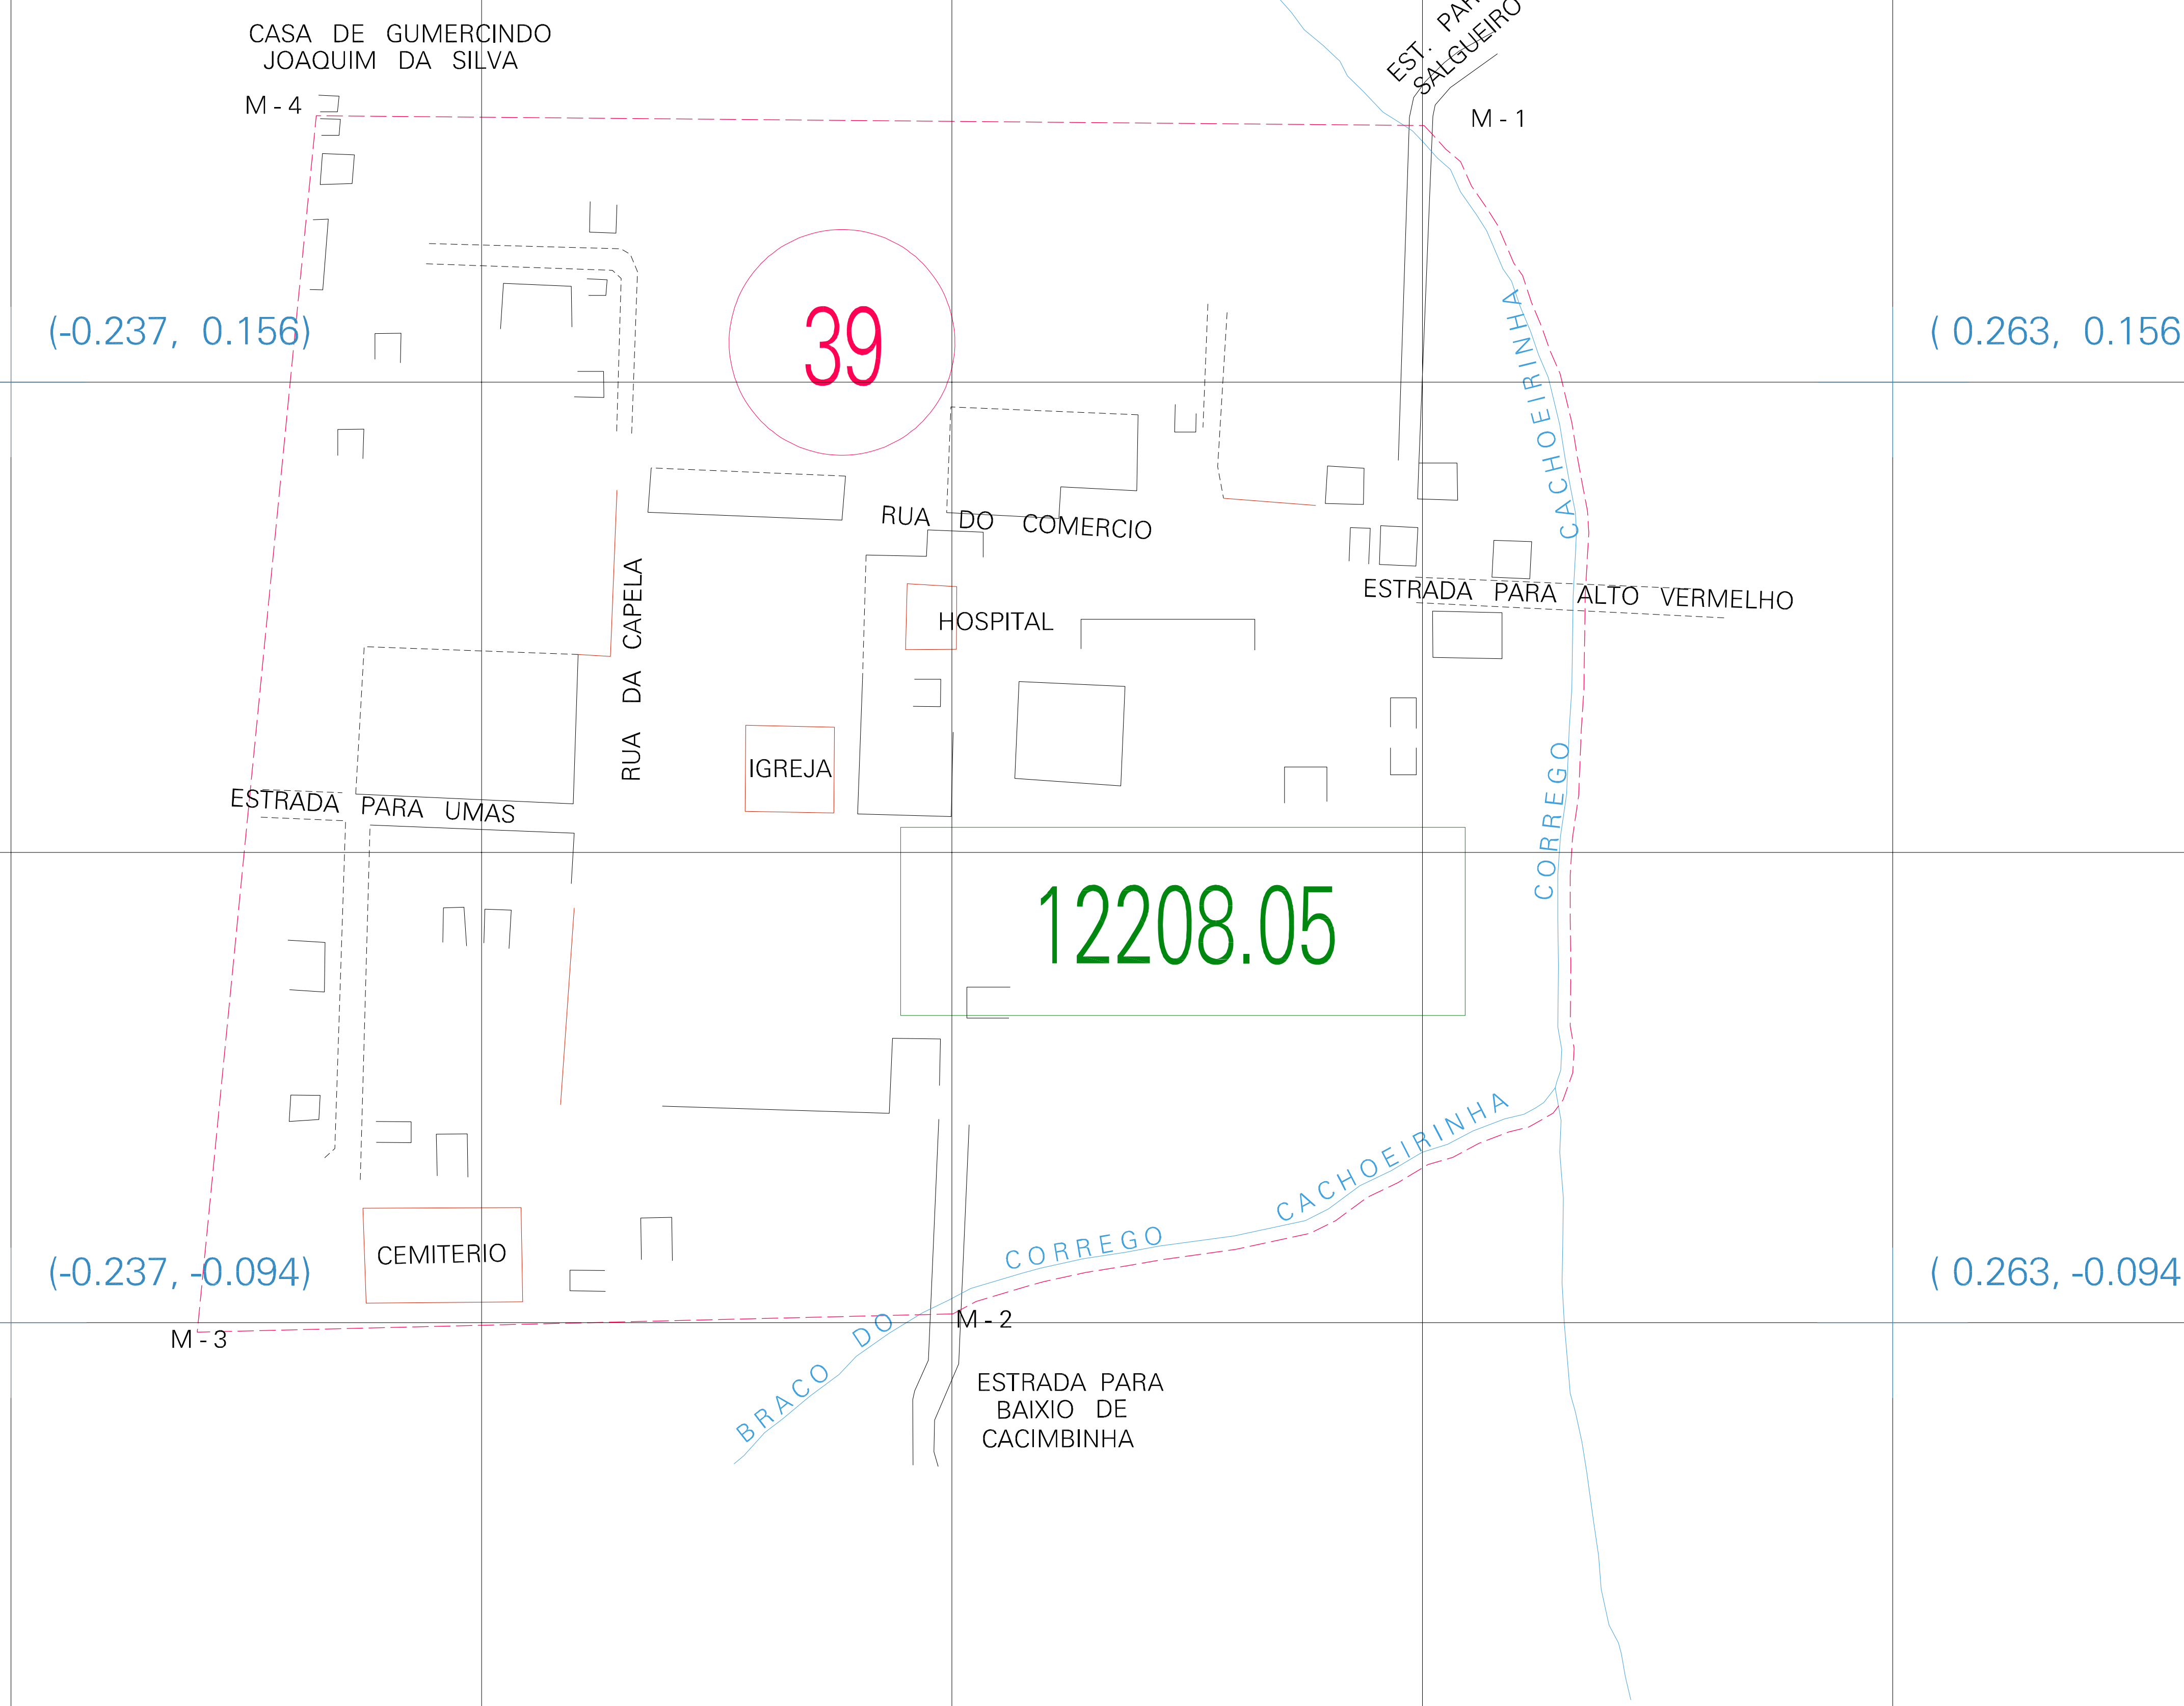 CASA DE GUMERCINDO
JOAQUIM DA SILVA
EST. PAR
SALGUEIRO
M - 4
M - 1
(-0.237, 0.156)
39
( 0.263, 0.156
CACHOEIRINHA
RUA DO COMERCIO
RUA DA CAPELA
HOSPITAL
ESTRADA PARA ALTO VERMELHO
IGREJA
ESTRADA PARA UMAS
CORREGO
12208.05
CACHOEIRINHA
CORREGO
CEMITERIO
(-0.237, -0.094)
( 0.263, -0.094
M - 3
M - 2
BRACO DO
ESTRADA PARA
BAIXIO DE
CACIMBINHA